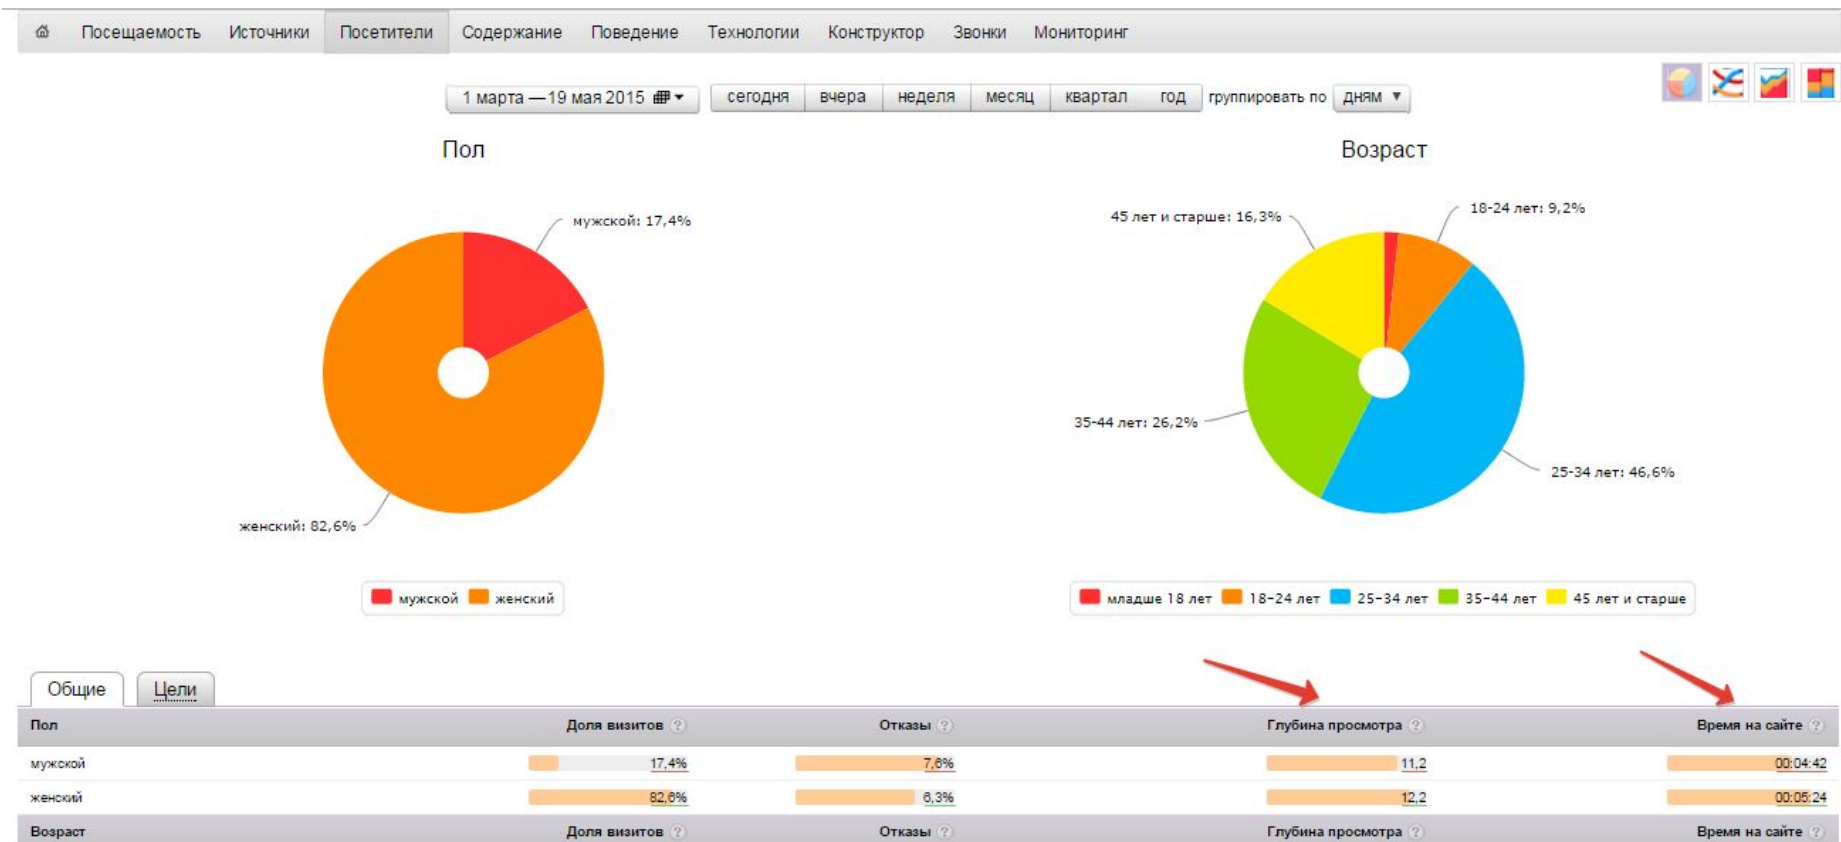 Посещаемость Источники Посетители Содержание Поведение Технологии Конструктор Звонки Мониторинг
1 марта — 19 мая 2015 сегодня вчера неделя месяц квартал год группировать по дням
Пол
Возраст
мужской: 17,4%
женский: 82,6%
45 лет и старше: 16,3%
18-24 лет: 9,2%
35-44 лет: 26,2%
25-34 лет: 46,6%
мужской женский
младше 18 лет 18-24 лет 25-34 лет 35-44 лет 45 лет и старше
Общие Цели
Пол Доля визитов ? Отказы ? Глубина просмотра ? Время на сайте ?
мужской 17,4% 7,6% 11,2 00:04:42
женский 82,6% 6,3% 12,2 00:05:24
Возраст Доля визитов ? Отказы ? Глубина просмотра ? Время на сайте ?